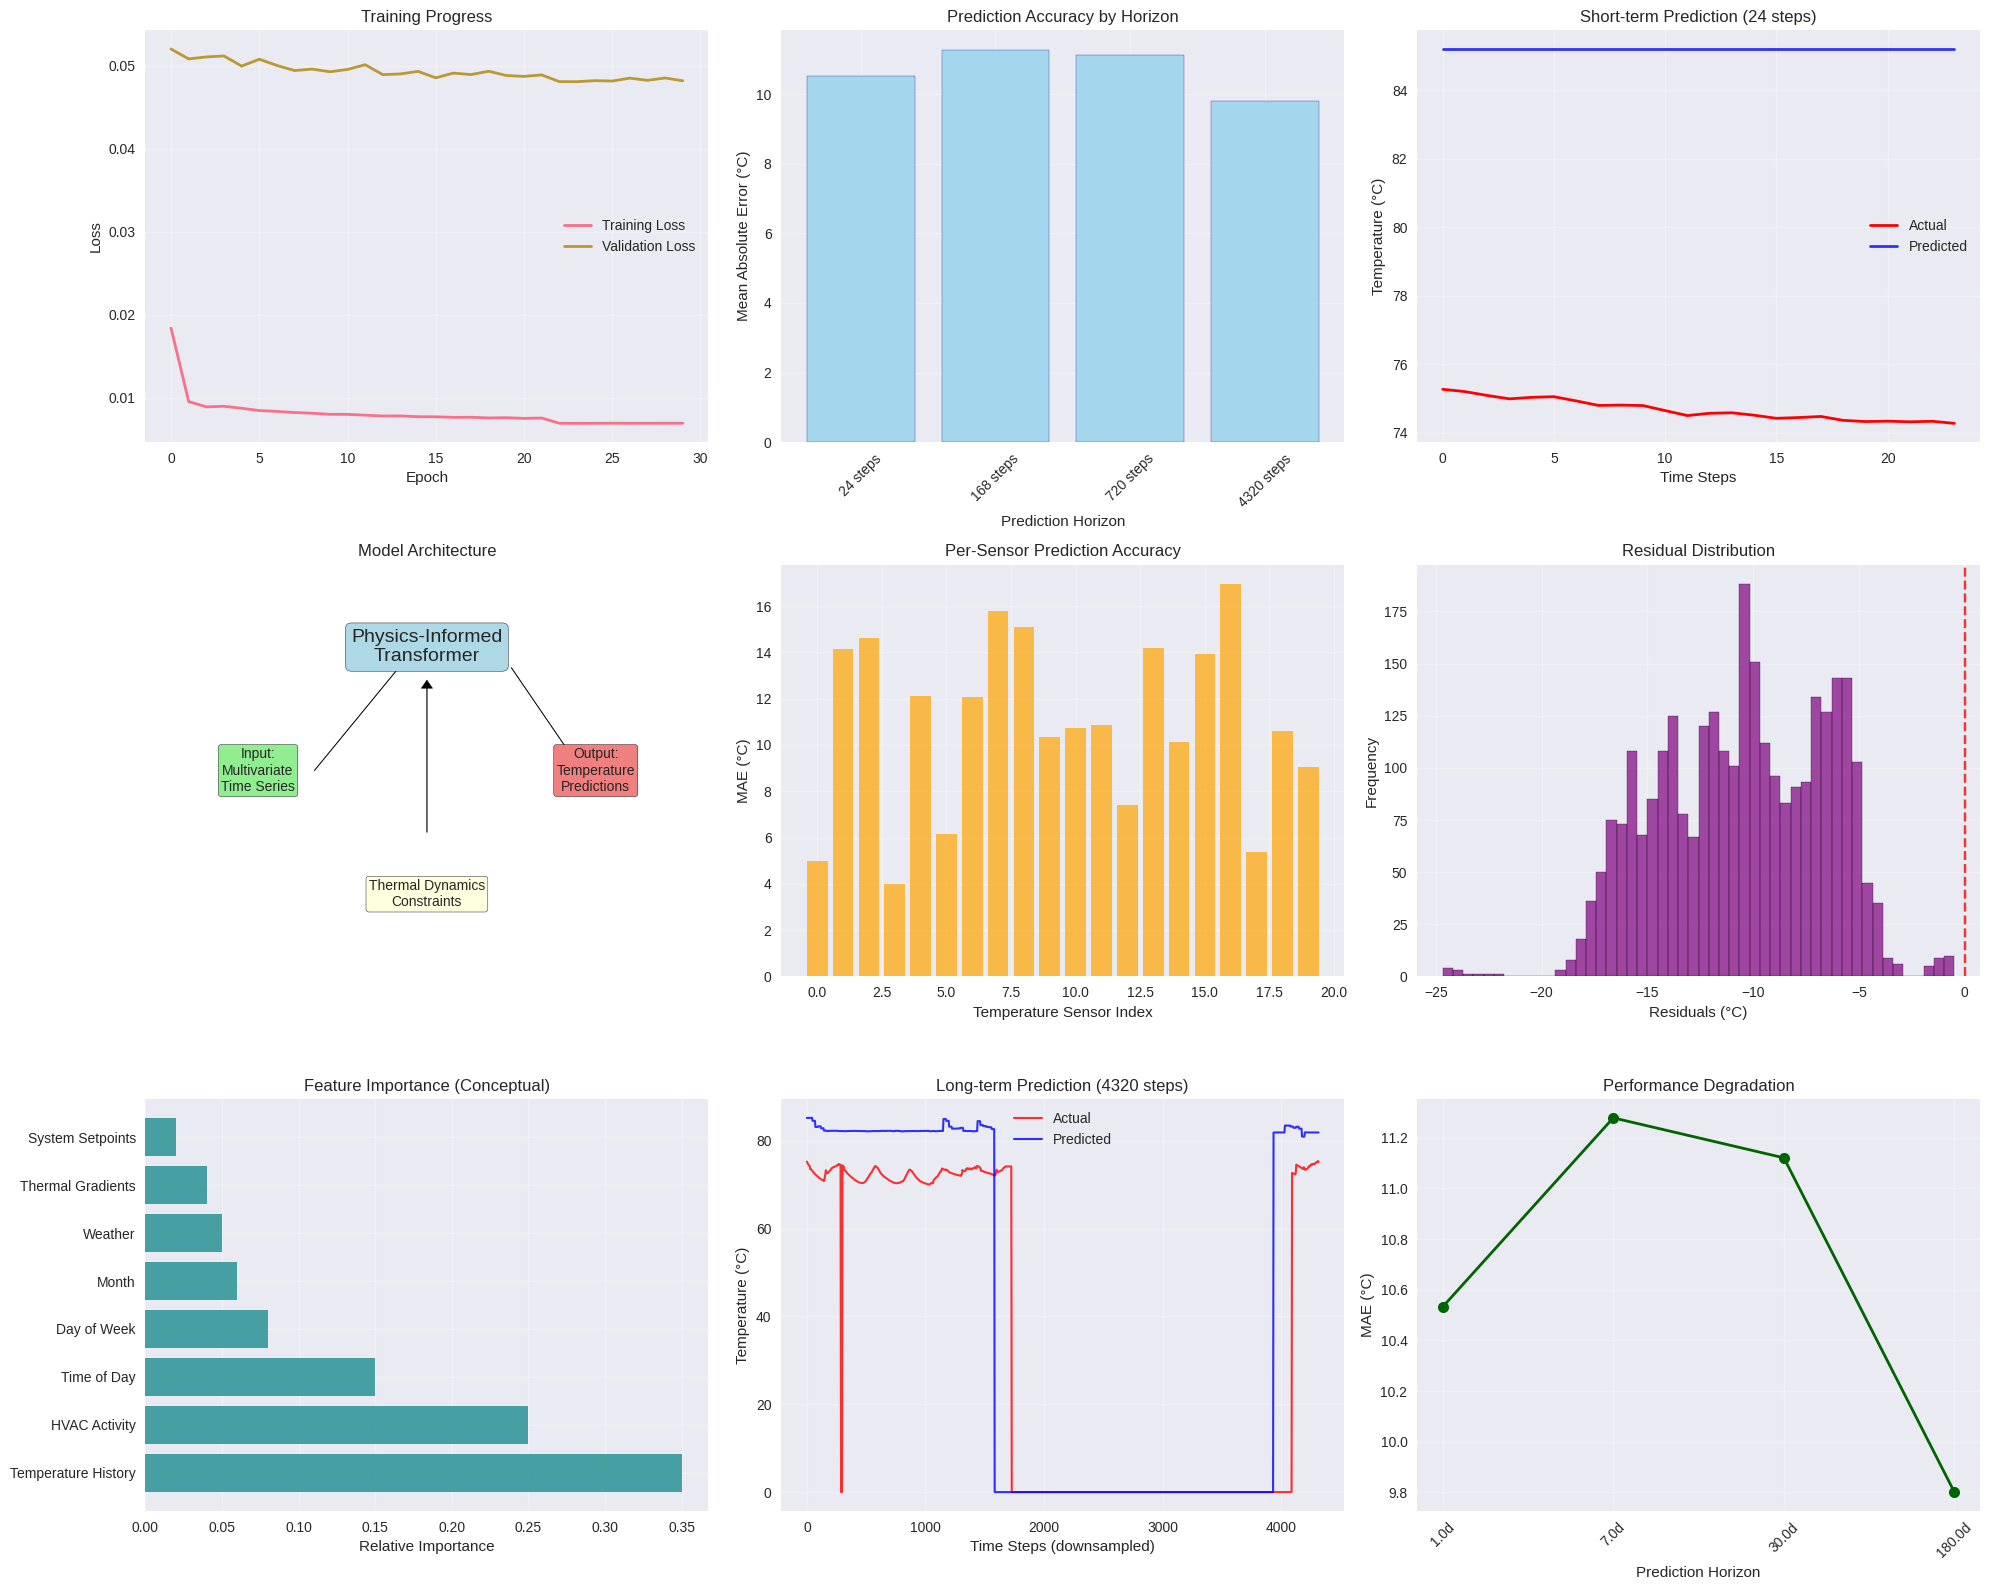 Training Progress
Loss
0.05
0.04
0.03
0.02
0.01
Training Loss
Validation Loss
0 5 10 15 20 25 30
Epoch
Prediction Accuracy by Horizon
Mean Absolute Error (°C)
10
8
6
4
2
0
24 steps 168 steps 720 steps 4320 steps
Prediction Horizon
Short-term Prediction (24 steps)
Temperature (°C)
84
82
80
78
76
74
Actual
Predicted
0 5 10 15 20
Time Steps
Model Architecture
Physics-Informed
Transformer
Input:
Multivariate
Time Series
Output:
Temperature
Predictions
Thermal Dynamics
Constraints
Per-Sensor Prediction Accuracy
MAE (°C)
16
14
12
10
8
6
4
2
0
0.0 2.5 5.0 7.5 10.0 12.5 15.0 17.5 20.0
Temperature Sensor Index
Residual Distribution
Frequency
175
150
125
100
75
50
25
0
−25 −20 −15 −10 −5 0
Residuals (°C)
Feature Importance (Conceptual)
System Setpoints
Thermal Gradients
Weather
Month
Day of Week
Time of Day
HVAC Activity
Temperature History
0.00 0.05 0.10 0.15 0.20 0.25 0.30 0.35
Relative Importance
Long-term Prediction (4320 steps)
Temperature (°C)
80
60
40
20
0
Actual
Predicted
0 1000 2000 3000 4000
Time Steps (downsampled)
Performance Degradation
MAE (°C)
11.2
11.0
10.8
10.6
10.4
10.2
10.0
9.8
1.0d 7.0d 30.0d 180.0d
Prediction Horizon